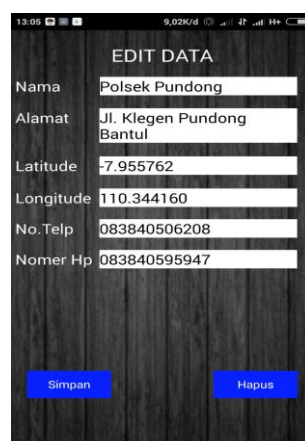 13:05 9,02K/d H+
EDIT DATA
Nama Polsek Pundong
Alamat Jl. Klegen Pundong
Bantul
Latitude -7.955762
Longitude 110.344160
No.Telp 083840506208
Nomer Hp 083840595947
Simpan Hapus